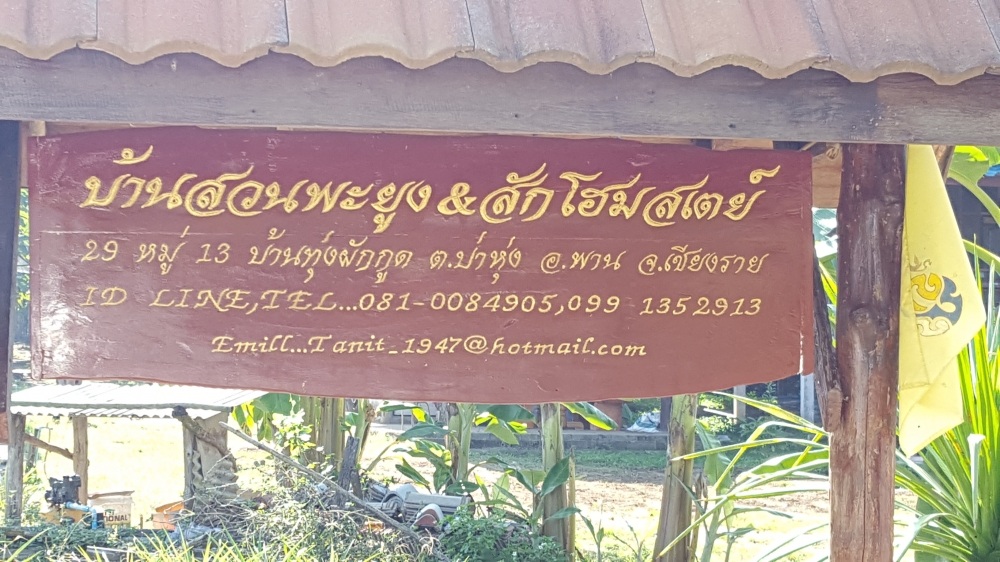 บ้านสวนพะยูง&สักโฮมสเตย์
29 หมู่ 13 บ้านทุ่งผักกูด ต.ป่าหุ่ง อ.พาน จ.เชียงราย
ID LINE,TEL...081-0084905,099 1352913
Emill...Tanit_1947@hotmail.com